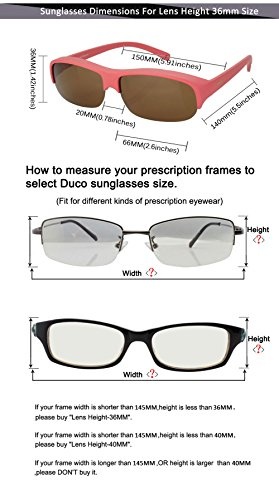 Sunglasses Dimensions For Lens Height 36mm Size
36MM(1.42inches)
150MM(5.91inches)
20MM(0.78inches)
140MM(5.5inches)
66MM(2.6inches)
How to measure your prescription frames to
select Duco sunglasses size.
(Fit for different kinds of prescription eyewear)
Height
?
Width ?
Height
?
Width ?
If your frame width is shorter than 145MM,height is less than 36MM,
please buy "Lens Height-36MM".
If your frame width is shorter than 145MM,height is less than 40MM,
please buy "Lens Height-40MM".
If your frame width is longer than 145MM ,OR height is larger than 40MM
,please DON'T buy it.